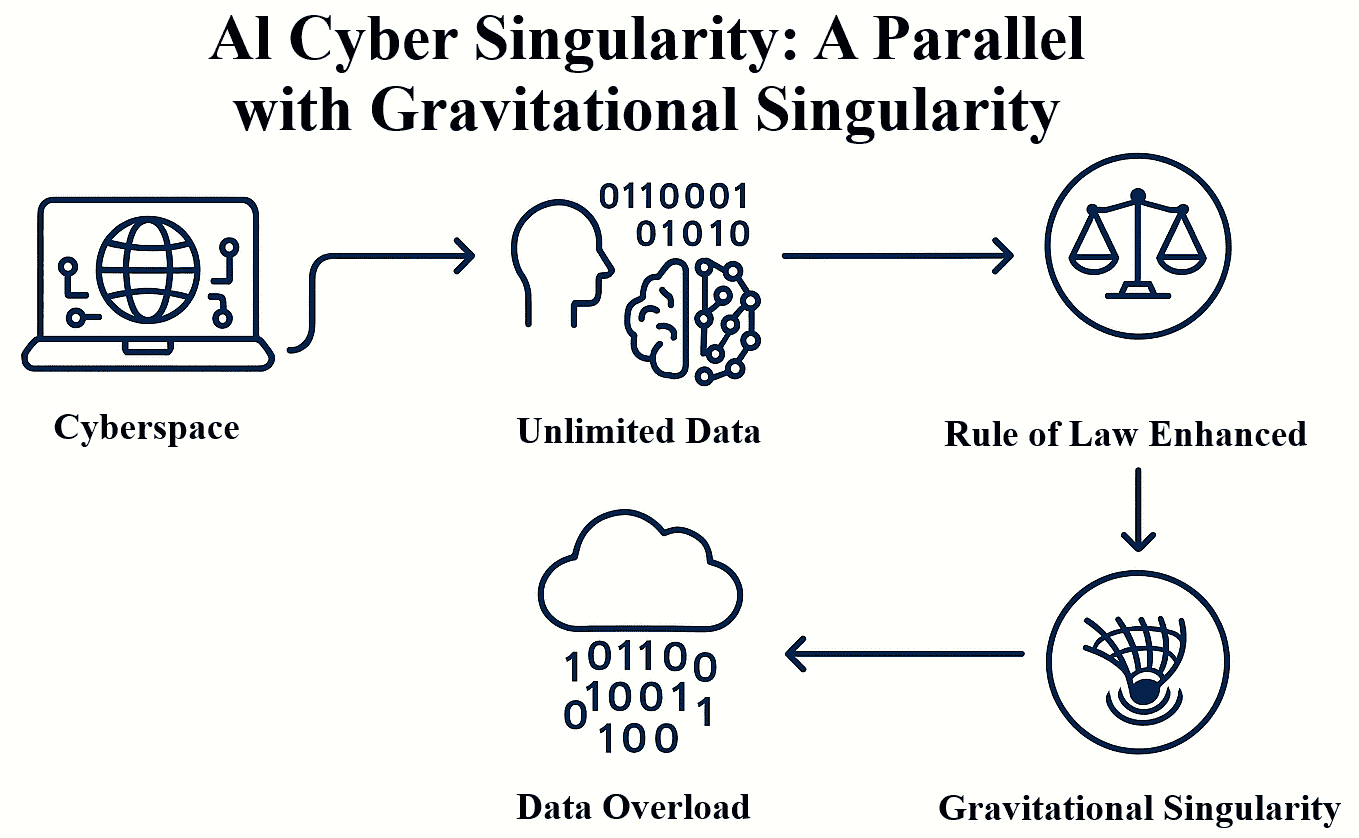 AI Cyber Singularity: A Parallel
with Gravitational Singularity
0110001
01010
Cyberspace
Unlimited Data
Rule of Law Enhanced
101100
010011
100
Data Overload
Gravitational Singularity